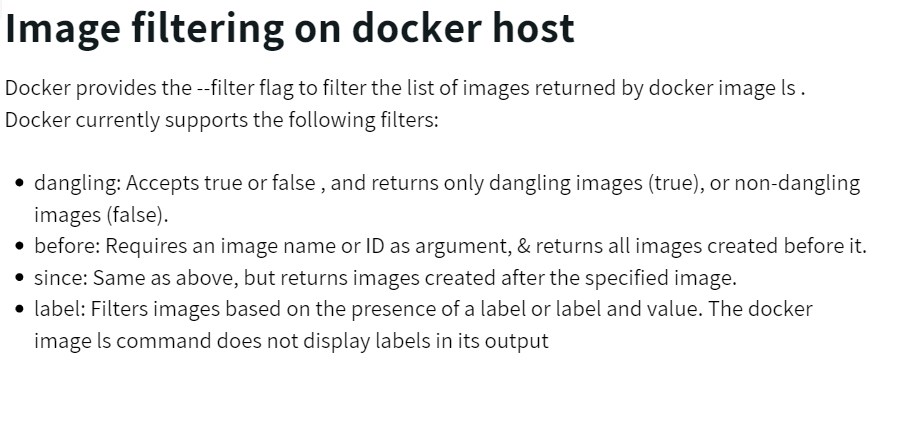 Image filtering on docker host
Docker provides the --filter flag to filter the list of images returned by docker image ls .
Docker currently supports the following filters:
• dangling: Accepts true or false , and returns only dangling images (true), or non-dangling
images (false).
• before: Requires an image name or ID as argument, & returns all images created before it.
• since: Same as above, but returns images created after the specified image.
• label: Filters images based on the presence of a label or label and value. The docker
image ls command does not display labels in its output